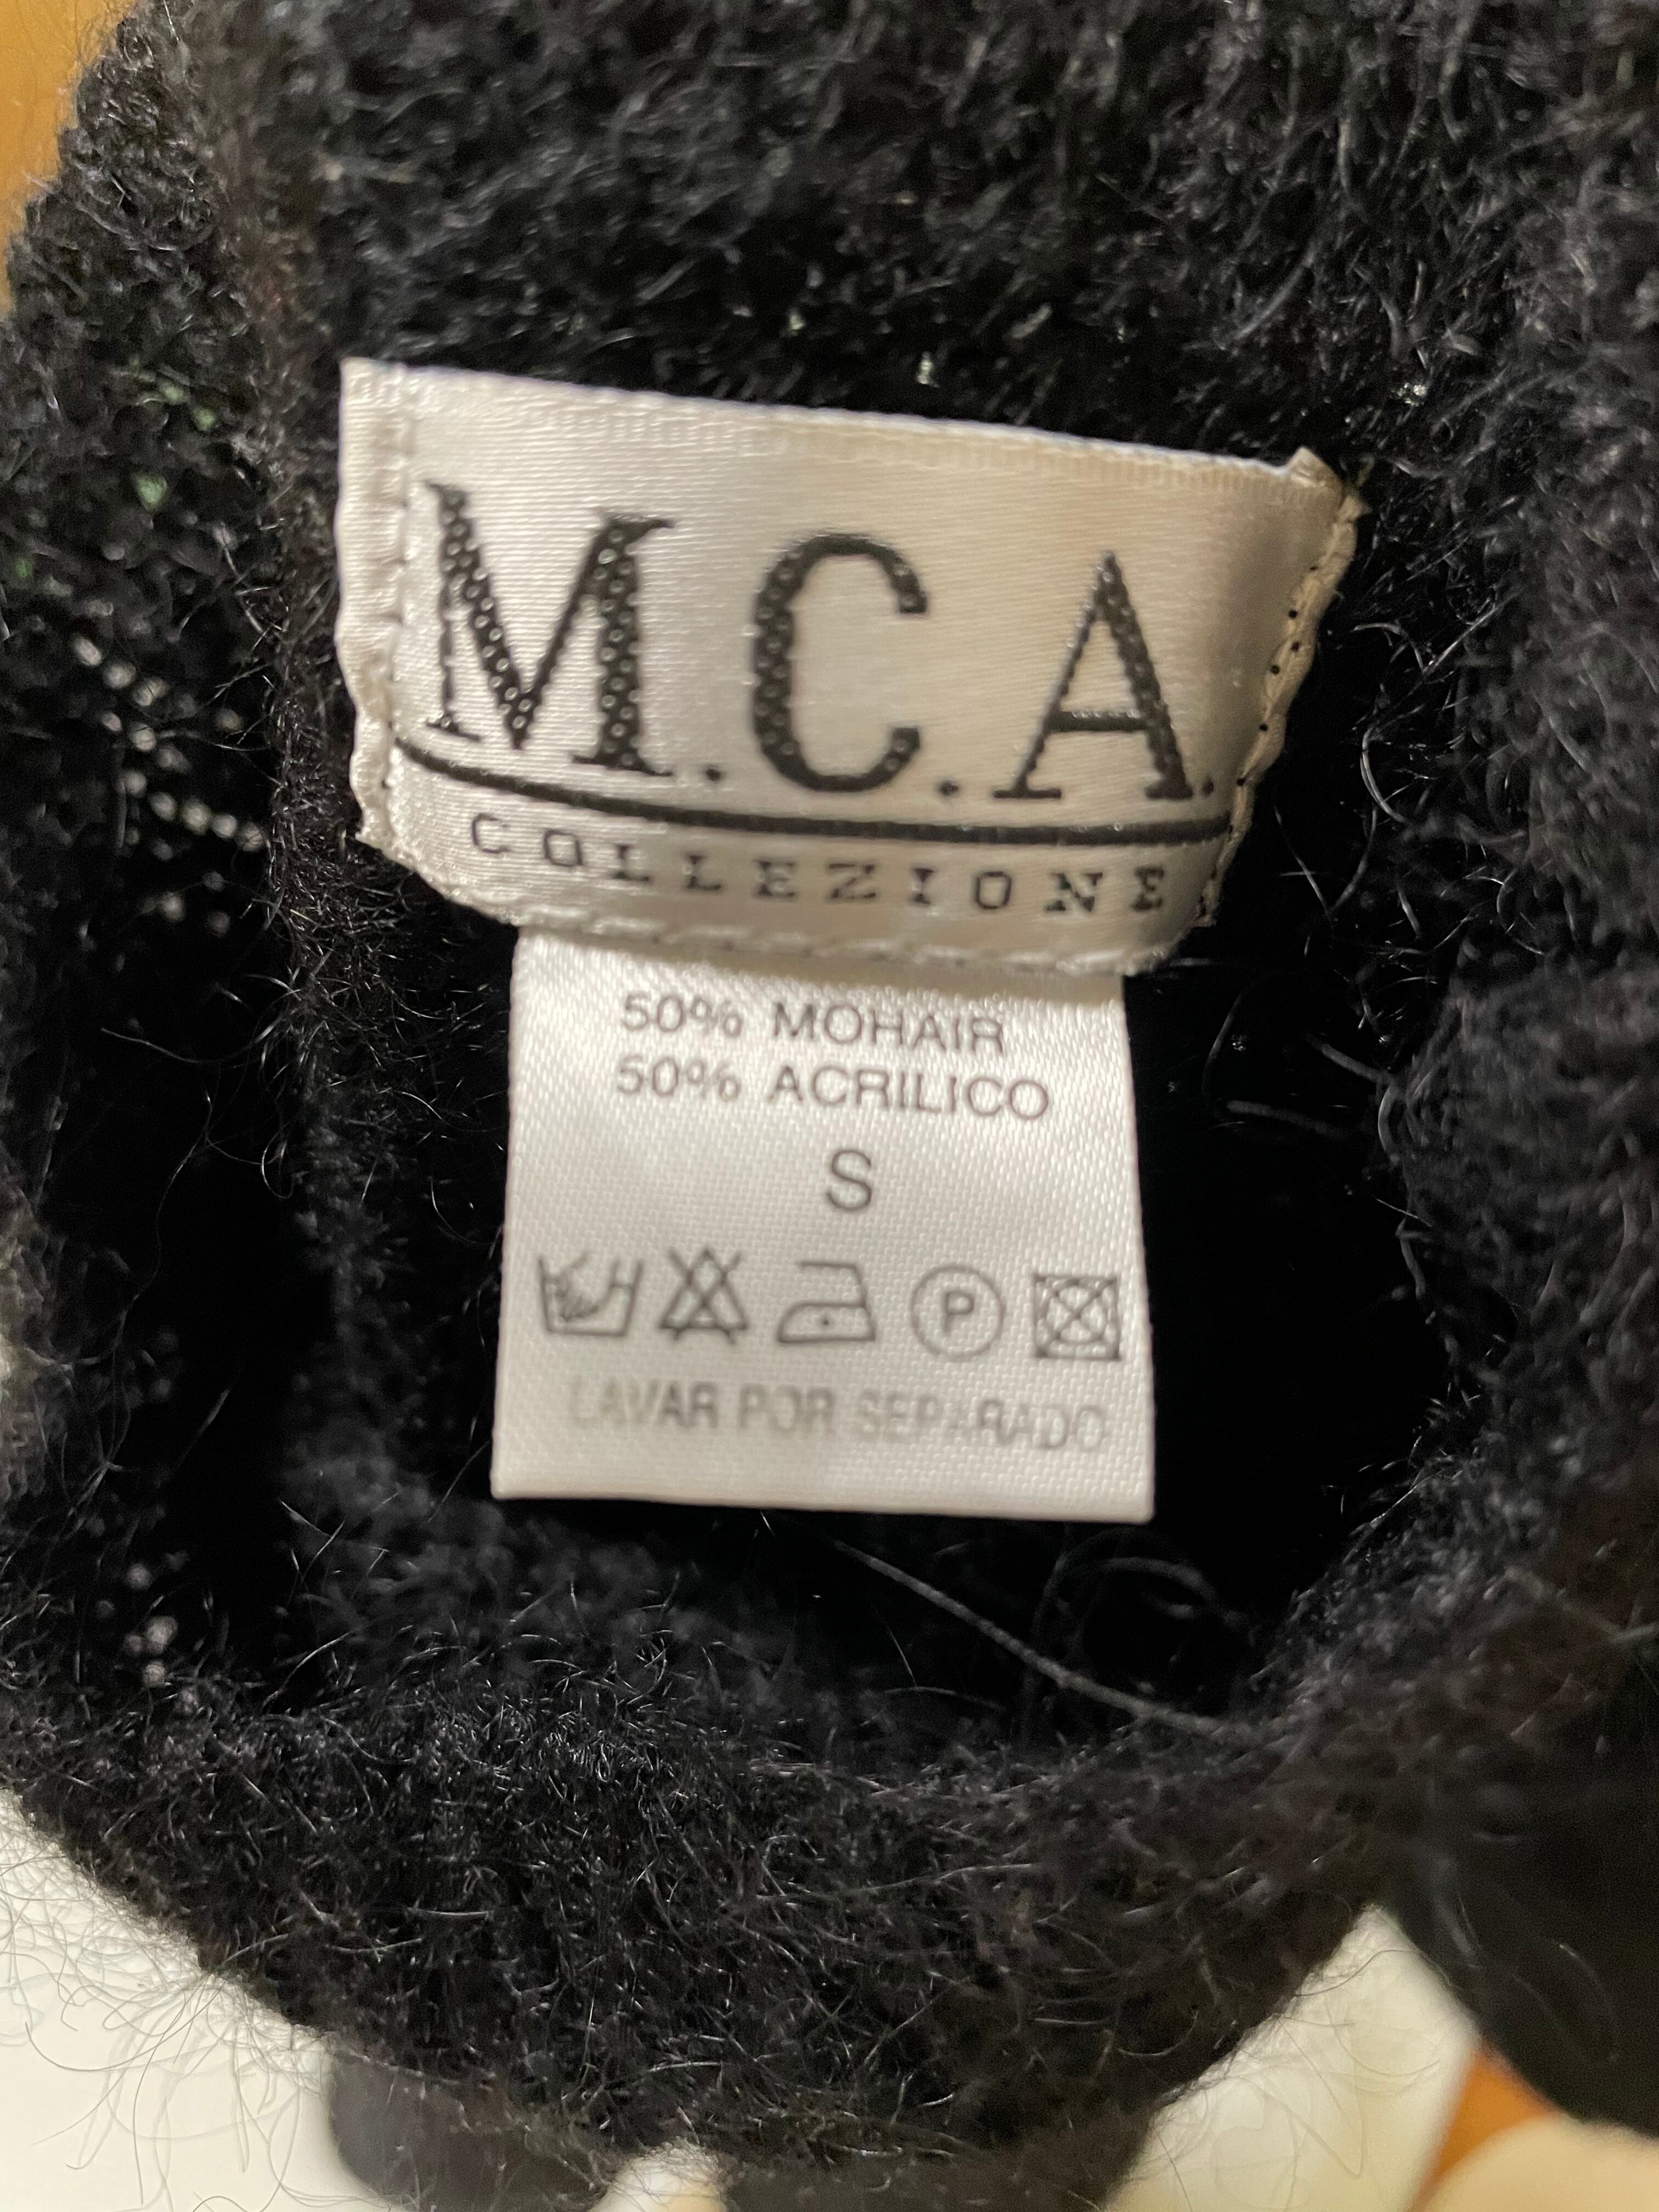 M.C.A.
COLLEZIONE
50% MOHAIR
50% ACRILICO
S
P
LAVAR POR SEPARADO